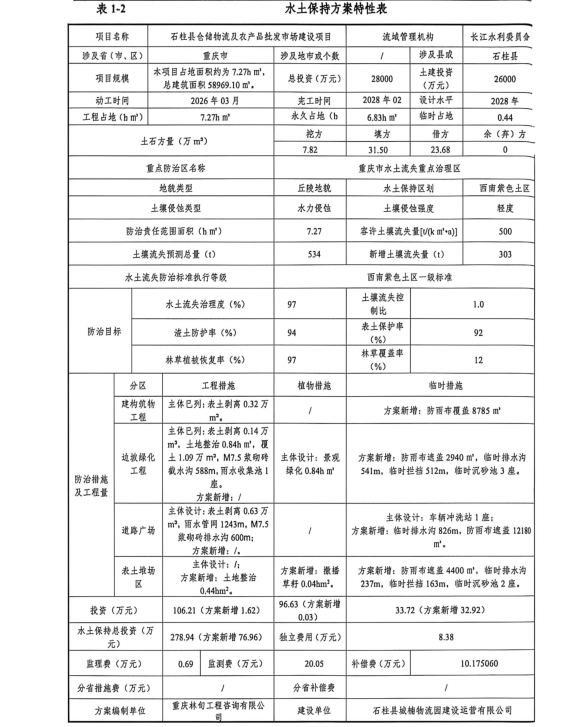 表 1-2 水土保持方案特性表
项目名称 石柱县仓储物流及农产品批发市场建设项目 流域管理机构 长江水利委员会
涉及省(市、区) 重庆市 涉及地市或个数 / 涉及县或 石柱县
项目规模 本项目占地面积约为 7.27h㎡, 总投资(万元) 28000 土建投资 26000
总建筑面积 58969.10 ㎡。 (万元)
动工时间 2026 年 03 月 完工时间 2028 年 02 设计水平 2028 年
工程占地(h㎡) 7.27h㎡ 永久占地(h 6.83h㎡ 临时占地 0.44
土石方量(万 m³) 挖方 填方 借方 余(弃)方
7.82 31.50 23.68 0
重点防治区名称 重庆市水土流失重点治理区
地貌类型 丘陵地貌 水土保持区划 西南紫色土区
土壤侵蚀类型 水力侵蚀 土壤侵蚀强度 轻度
防治责任范围面积(h㎡) 7.27 容许土壤流失量[t/(k㎡•a)] 500
土壤流失预测总量(t) 534 新增土壤流失量(t) 303
水土流失防治标准执行等级 西南紫色土区一级标准
防治目标 水土流失治理度(%) 97 土壤流失控 1.0
制比
渣土防护率(%) 94 表土保护率 92
(%)
林草植被恢复率(%) 97 林草覆盖率 12
(%)
防治措施
及工程量
分区 工程措施 植物措施 临时措施
建构筑物 主体已列:表土剥离 0.32 万 / 方案新增:防雨布覆盖 8785 ㎡
工程 m³。
边坡绿化
工程
主体已列:表土剥离 0.14 万
m³,土地整治 0.84h㎡,覆
土 1.09 万 m³,M7.5 浆砌砖
截水沟 588m,雨水收集池 1
座。
方案新增:/
主体设计:景观
绿化 0.84h㎡
方案新增:防雨布遮盖 2940 ㎡,临时排水沟
541m,临时拦挡 512m,临时沉砂池 3 座。
道路广场
主体设计:表土剥离 0.63 万
m³,雨水管网 1243m,M7.5
浆砌砖排水沟 600m;
方案新增:/。
/
主体设计:车辆冲洗站 1 座;
方案新增:临时排水沟 826m,防雨布遮盖 12180
㎡。
表土堆场
区
主体设计:/;
方案新增:土地整治
0.44hm²。
方案新增:撒播
草籽 0.04hm²。
方案新增:防雨布遮盖 4400 ㎡,临时排水沟
237m,临时拦挡 163m,临时沉砂池 2 座。
投资(万元) 106.21(方案新增 1.62) 96.63(方案新增 33.72(方案新增 32.92)
0.03)
水土保持总投资(万 278.94(方案新增 76.96) 独立费用(万元) 8.38
元)
监理费(万元) 0.69 监测费(万元) 20.05 补偿费(万元) 10.175060
分省措施费(万元) / 分省补偿费 /
方案编制单位 重庆林旬工程咨询有限公 建设单位 石柱县城楠物流园建设运营有限公司
司